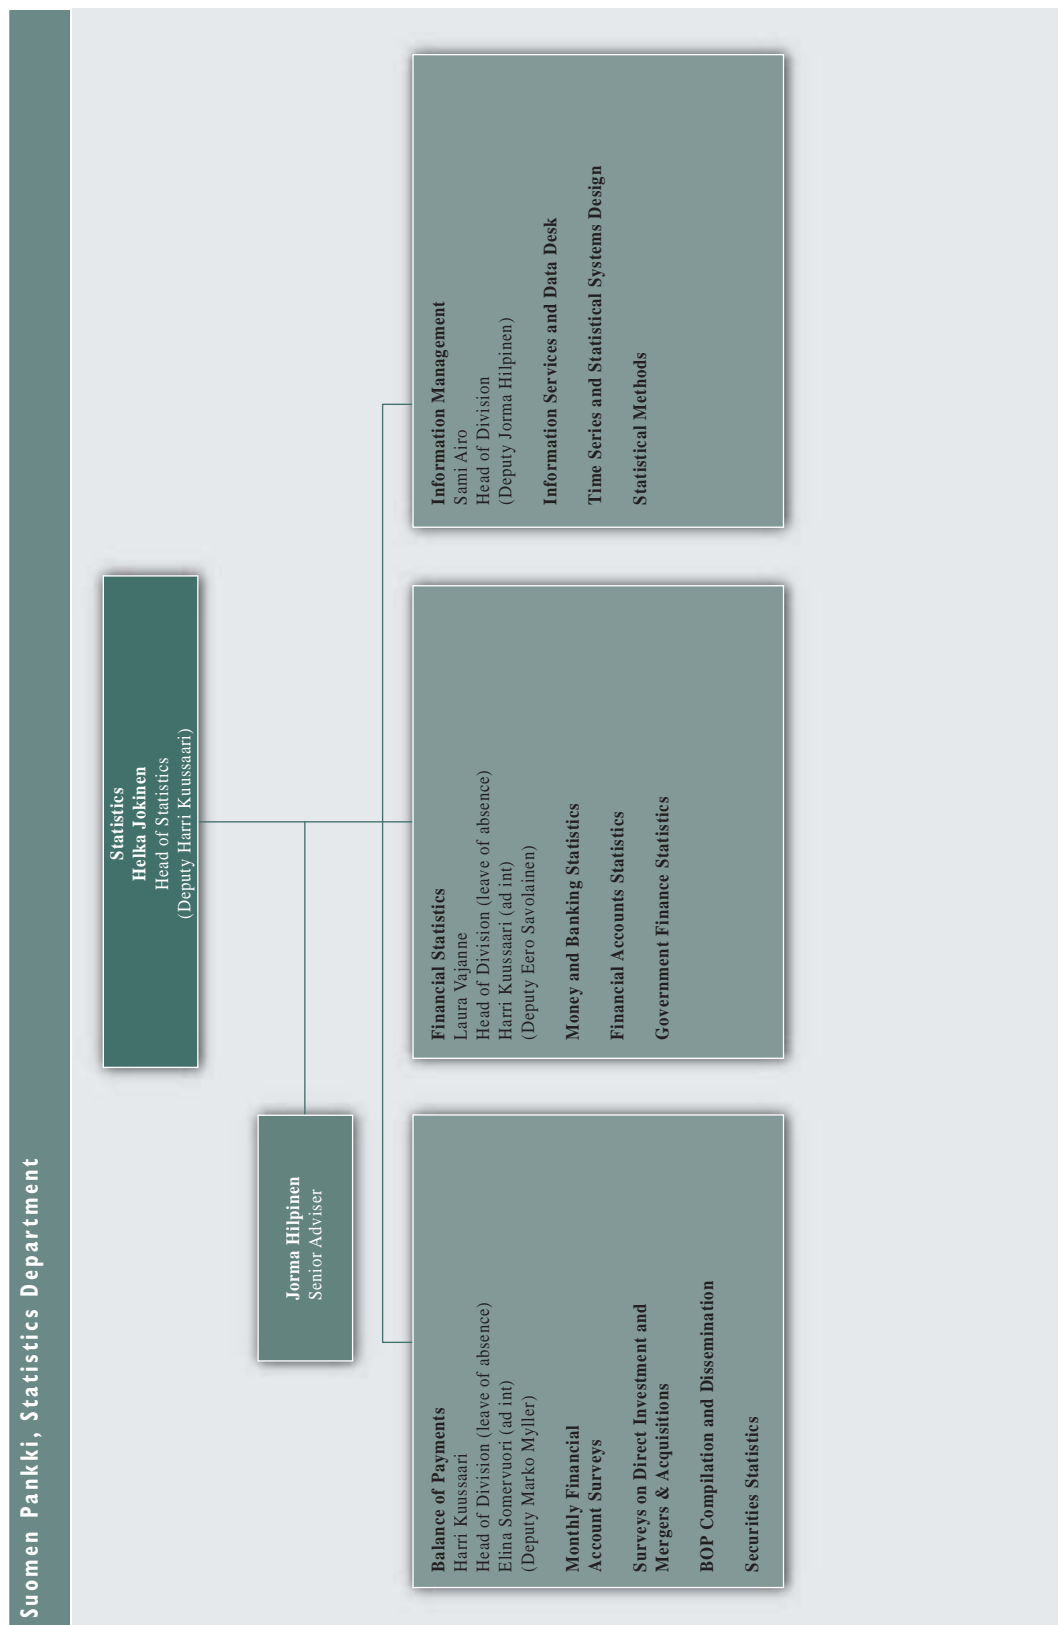 Suomen Pankki, Statistics Department
Statistics
Helka Jokinen
Head of Statistics
(Deputy Harri Kuussaari)
Jorma Hilpinen
Senior Adviser
Balance of Payments
Harri Kuussaari
Head of Division (leave of absence)
Elina Somervuori (ad int)
(Deputy Marko Myller)
Monthly Financial
Account Surveys
Surveys on Direct Investment and
Mergers & Acquisitions
BOP Compilation and Dissemination
Securities Statistics
Financial Statistics
Laura Vajanne
Head of Division (leave of absence)
Harri Kuussaari (ad int)
(Deputy Eero Savolainen)
Money and Banking Statistics
Financial Accounts Statistics
Government Finance Statistics
Information Management
Sami Airo
Head of Division
(Deputy Jorma Hilpinen)
Information Services and Data Desk
Time Series and Statistical Systems Design
Statistical Methods